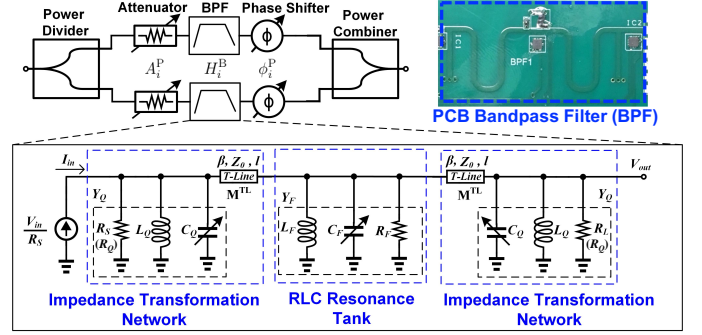 Power
Divider
Attenuator
BPF
Phase Shifter
Power
Combiner
ϕ
A_i^P
H_i^B
ϕ_i^P
ϕ
IC1
BPF1
IC2
PCB Bandpass Filter (BPF)
I_in
V_in
R_S
Y_Q
R_S
(R_Q)
L_Q
C_Q
β, Z_0 , l
T-Line
M^TL
Y_F
L_F
C_F
R_F
β, Z_0 , l
T-Line
M^TL
V_out
Y_Q
C_Q
L_Q
R_L
(R_Q)
Impedance Transformation
Network
RLC Resonance
Tank
Impedance Transformation
Network